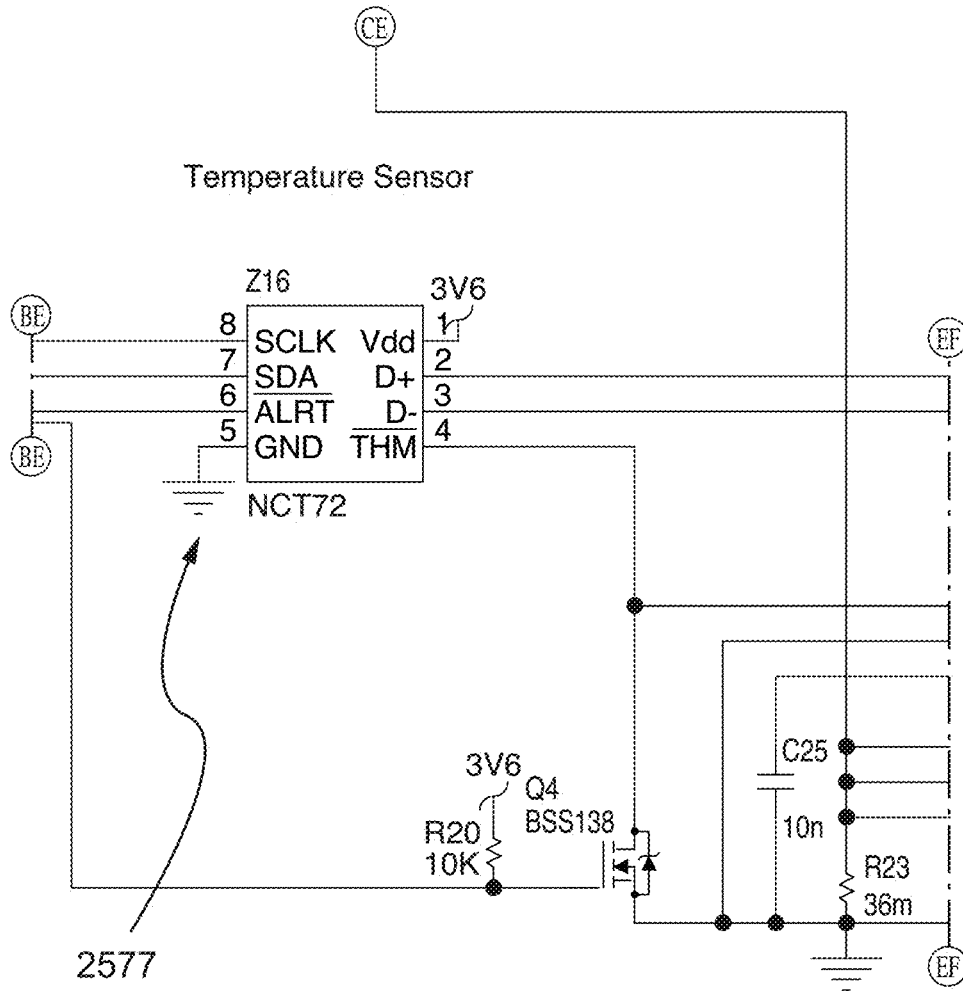 CE
Temperature Sensor
Z16
3V6
BE
EF
8 SCLK Vdd 1
7 SDA D+ 2
6 ALRT D- 3
5 GND THM 4
BE
NCT72
3V6
Q4
BSS138
C25
R20
10K
10n
R23
36m
2577
EF